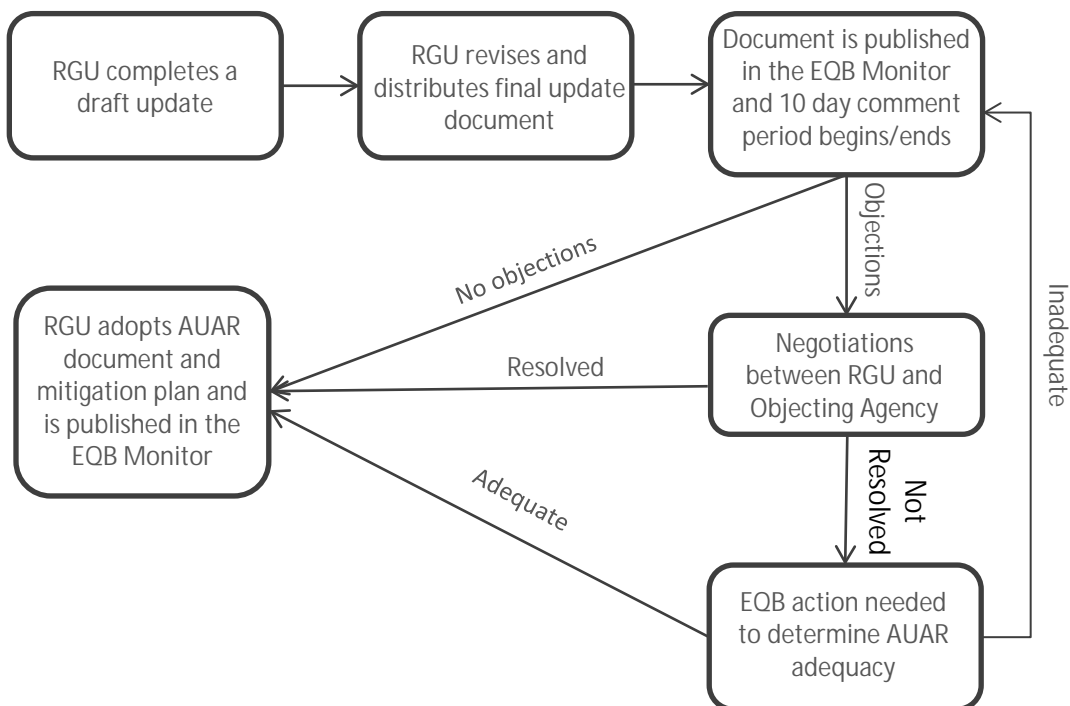 RGU completes a
draft update
RGU revises and
distributes final update
document
Document is published
in the EQB Monitor
and 10 day comment
period begins/ends
Objections
No objections
Inadequate
RGU adopts AUAR
document and
mitigation plan and
is published in the
EQB Monitor
Resolved
Negotiations
between RGU and
Objecting Agency
Not
Resolved
Adequate
EQB action needed
to determine AUAR
adequacy